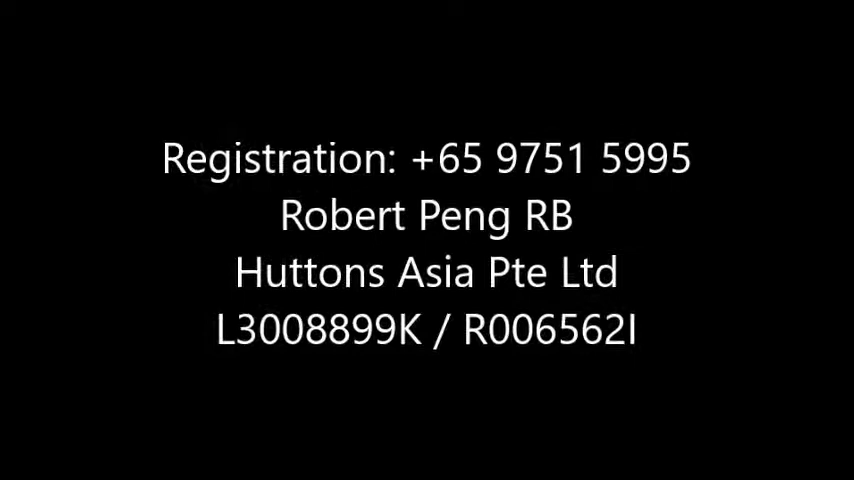 Registration: +65 9751 5995
Robert Peng RB
Huttons Asia Pte Ltd
L3008899K / R006562I